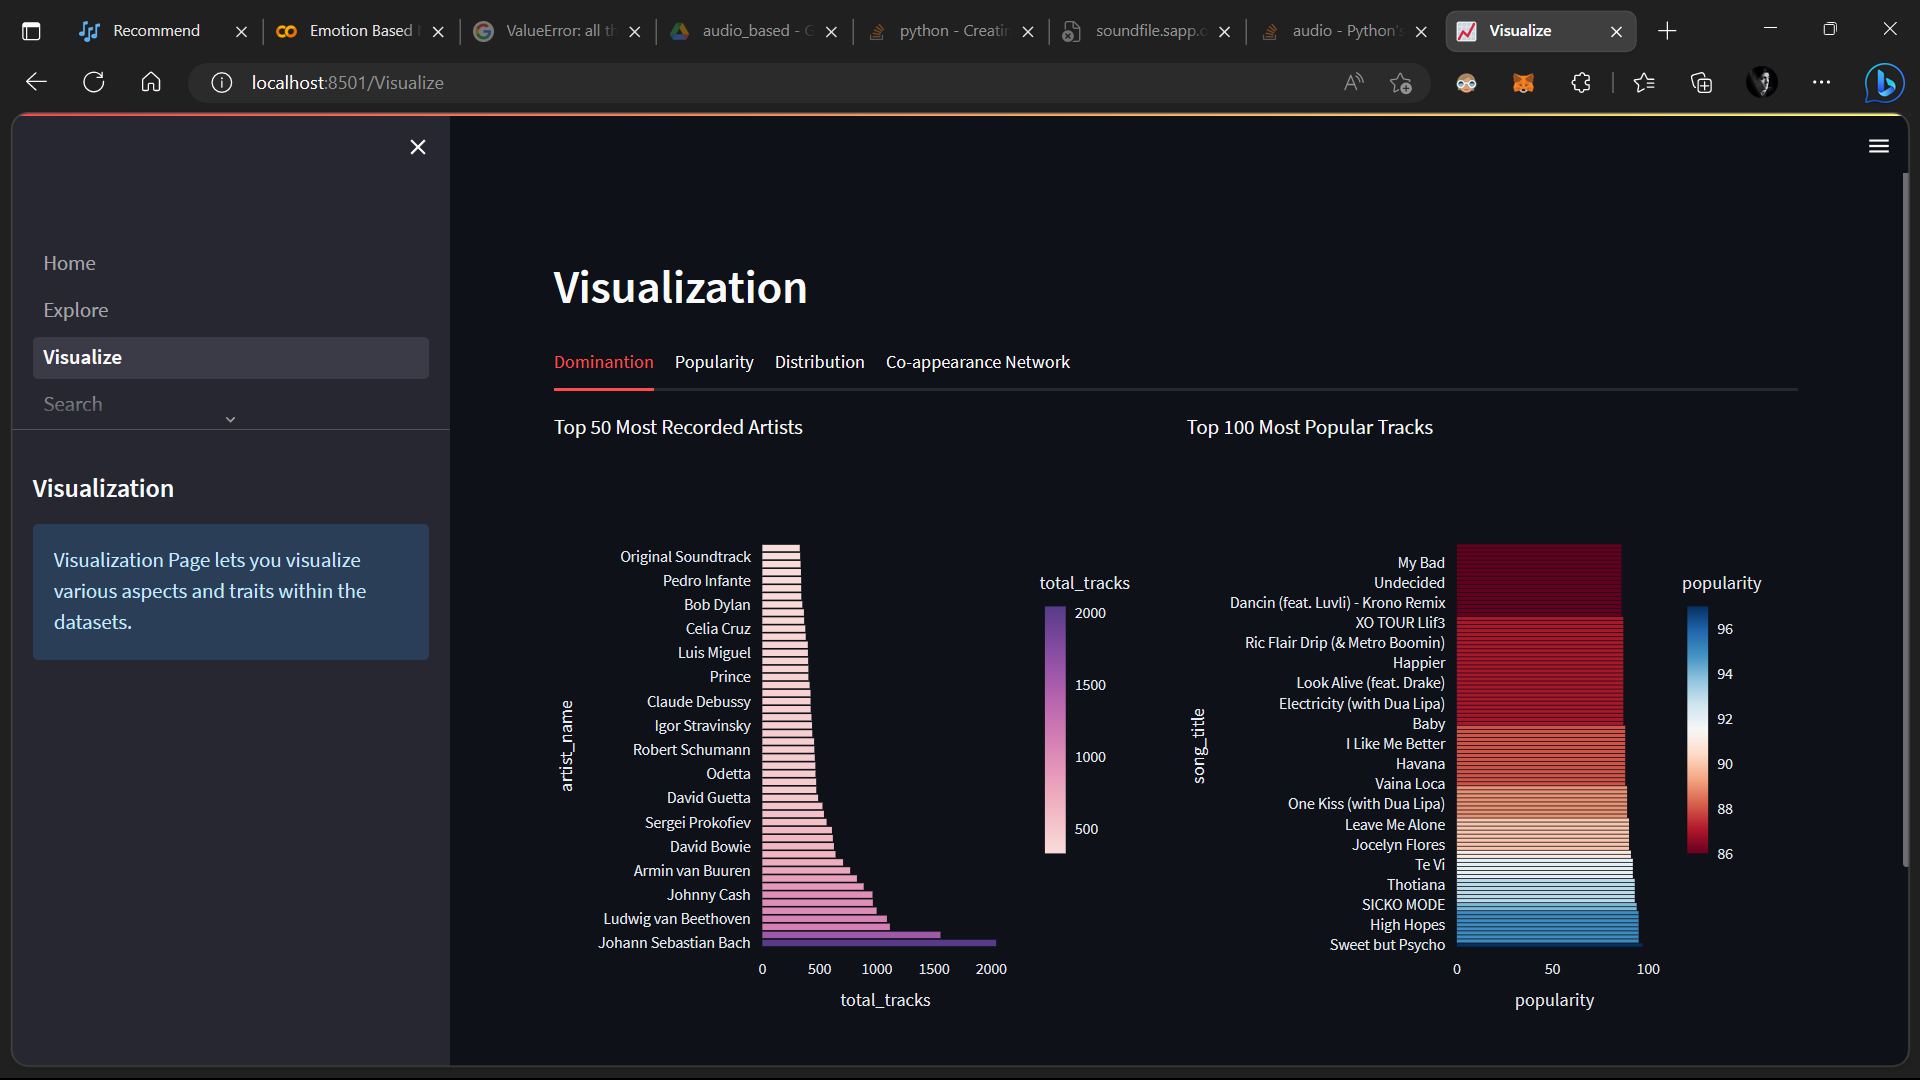 Recommend
Emotion Based
ValueError: all th
audio_based - G
python - Creatin
soundfile.sapp.o
audio - Python's
Visualize
localhost:8501/Visualize
Home
Explore
Visualize
Search
Visualization
Visualization Page lets you visualize
various aspects and traits within the
datasets.
Visualization
Dominantion Popularity Distribution Co-appearance Network
Top 50 Most Recorded Artists
artist_name
Original Soundtrack
Pedro Infante
Bob Dylan
Celia Cruz
Luis Miguel
Prince
Claude Debussy
Igor Stravinsky
Robert Schumann
Odetta
David Guetta
Sergei Prokofiev
David Bowie
Armin van Buuren
Johnny Cash
Ludwig van Beethoven
Johann Sebastian Bach
0 500 1000 1500 2000
total_tracks
total_tracks
2000
1500
1000
500
Top 100 Most Popular Tracks
song_title
My Bad
Undecided
Dancin (feat. Luvli) - Krono Remix
XO TOUR Llif3
Ric Flair Drip (& Metro Boomin)
Happier
Look Alive (feat. Drake)
Electricity (with Dua Lipa)
Baby
I Like Me Better
Havana
Vaina Loca
One Kiss (with Dua Lipa)
Leave Me Alone
Jocelyn Flores
Te Vi
Thotiana
SICKO MODE
High Hopes
Sweet but Psycho
0 50 100
popularity
popularity
96
94
92
90
88
86